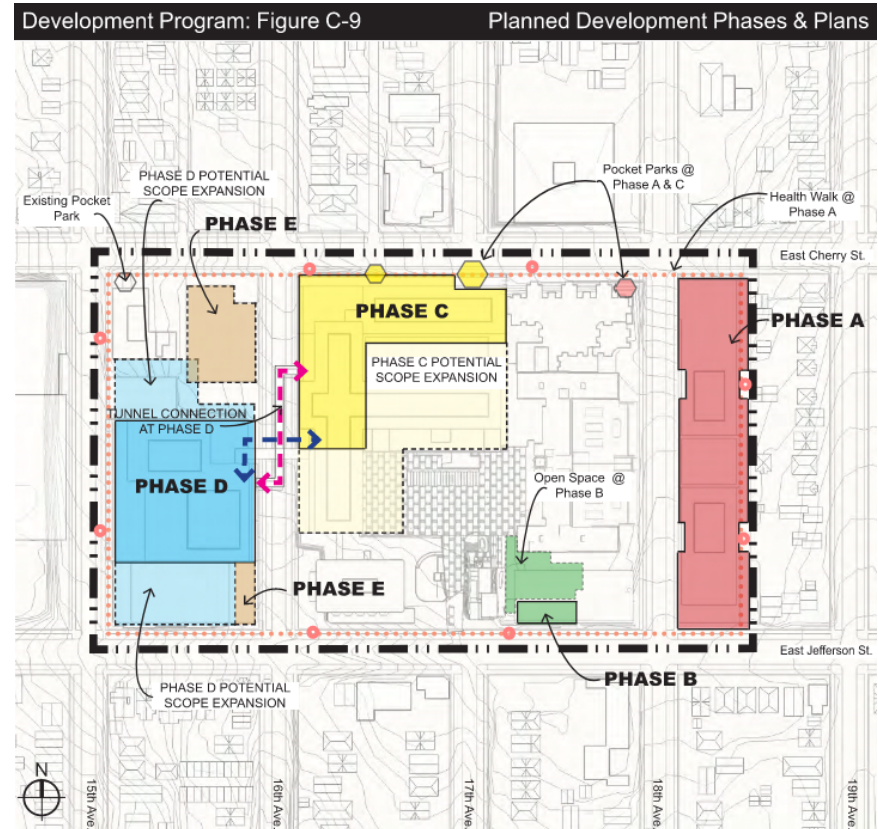 Development Program: Figure C-9 Planned Development Phases & Plans
PHASE D POTENTIAL
SCOPE EXPANSION
Existing Pocket
Park
PHASE E
Pocket Parks @
Phase A & C
Health Walk @
Phase A
East Cherry St.
PHASE C
PHASE A
PHASE C POTENTIAL
SCOPE EXPANSION
TUNNEL CONNECTION
AT PHASE D
PHASE D
Open Space @
Phase B
PHASE E
East Jefferson St.
PHASE B
PHASE D POTENTIAL
SCOPE EXPANSION
N
15th Ave.
16th Ave.
17th Ave.
18th Ave.
19th Ave.